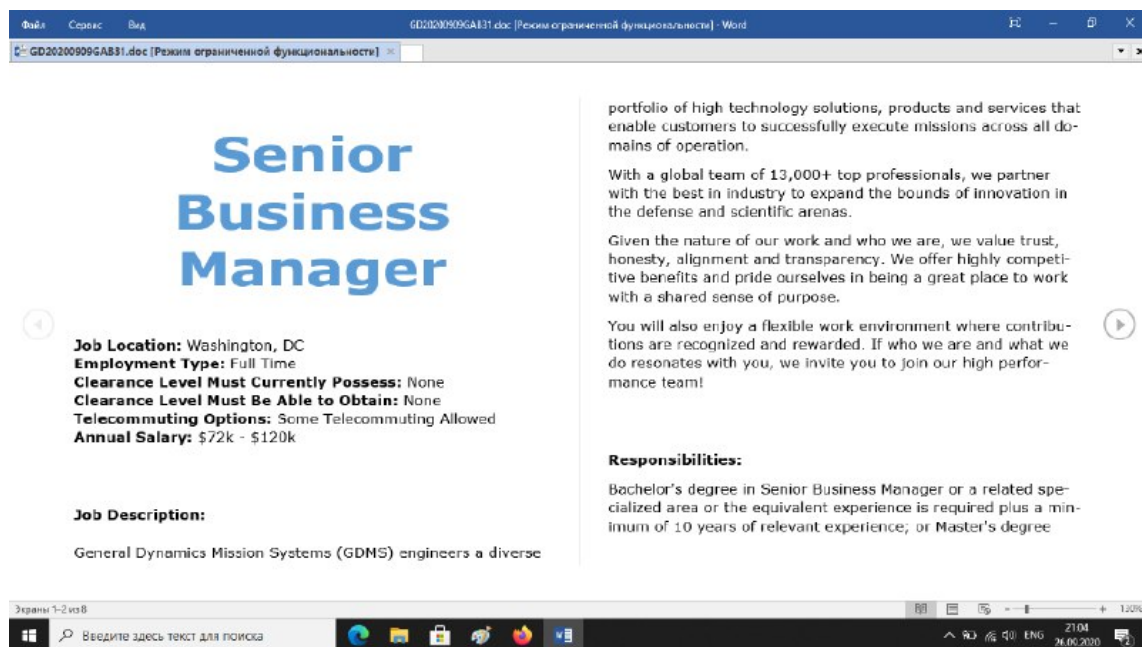 Файл Сервис Вид GD20200909GAB31.doc [Режим ограниченной функциональности] - Word
GD20200909GAB31.doc [Режим ограниченной функциональности]
Senior
Business
Manager
Job Location: Washington, DC
Employment Type: Full Time
Clearance Level Must Currently Possess: None
Clearance Level Must Be Able to Obtain: None
Telecommuting Options: Some Telecommuting Allowed
Annual Salary: $72k - $120k
Job Description:
General Dynamics Mission Systems (GDMS) engineers a diverse
portfolio of high technology solutions, products and services that
enable customers to successfully execute missions across all do-
mains of operation.
With a global team of 13,000+ top professionals, we partner
with the best in industry to expand the bounds of innovation in
the defense and scientific arenas.
Given the nature of our work and who we are, we value trust,
honesty, alignment and transparency. We offer highly competi-
tive benefits and pride ourselves in being a great place to work
with a shared sense of purpose.
You will also enjoy a flexible work environment where contribu-
tions are recognized and rewarded. If who we are and what we
do resonates with you, we invite you to join our high perfor-
mance team!
Responsibilities:
Bachelor's degree in Senior Business Manager or a related spe-
cialized area or the equivalent experience is required plus a min-
imum of 10 years of relevant experience; or Master's degree
Экраны 1-2 из 8
Введите здесь текст для поиска
ENG
21:04
26.09.2020